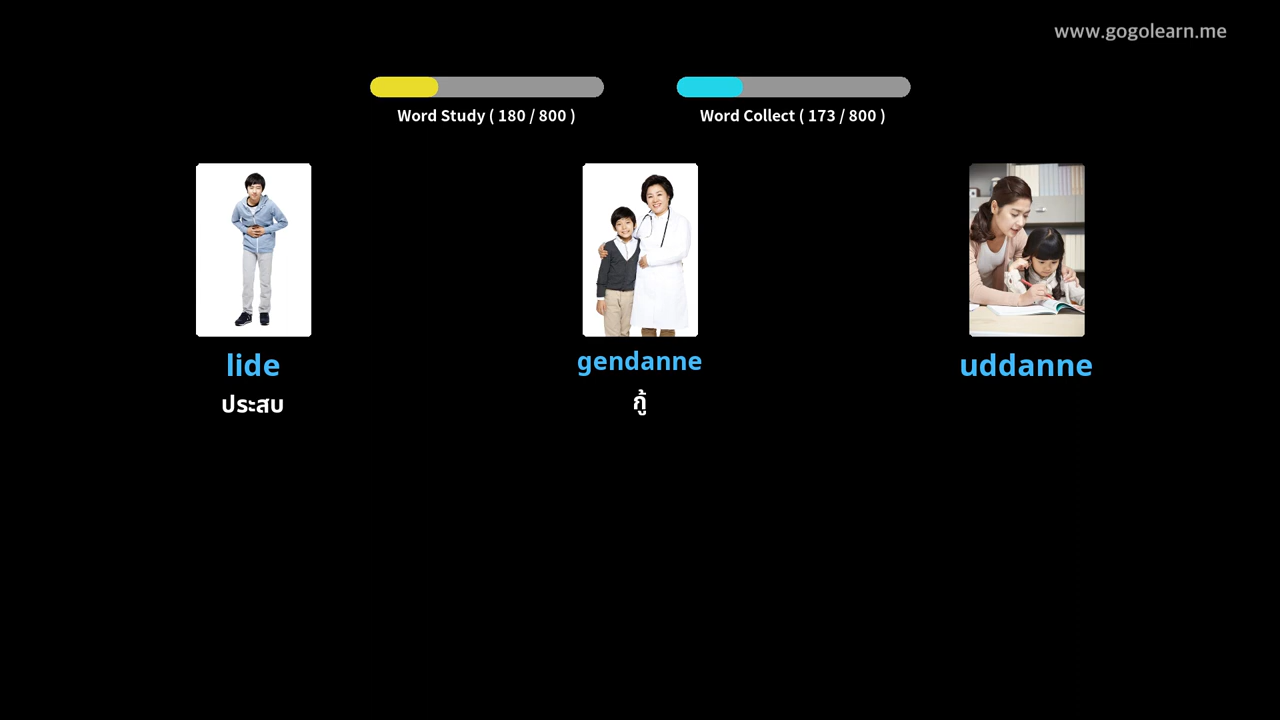 www.gogolearn.me
Word Study ( 180 / 800 )
Word Collect ( 173 / 800 )
lide
ประสบ
gendanne
กู้
uddanne